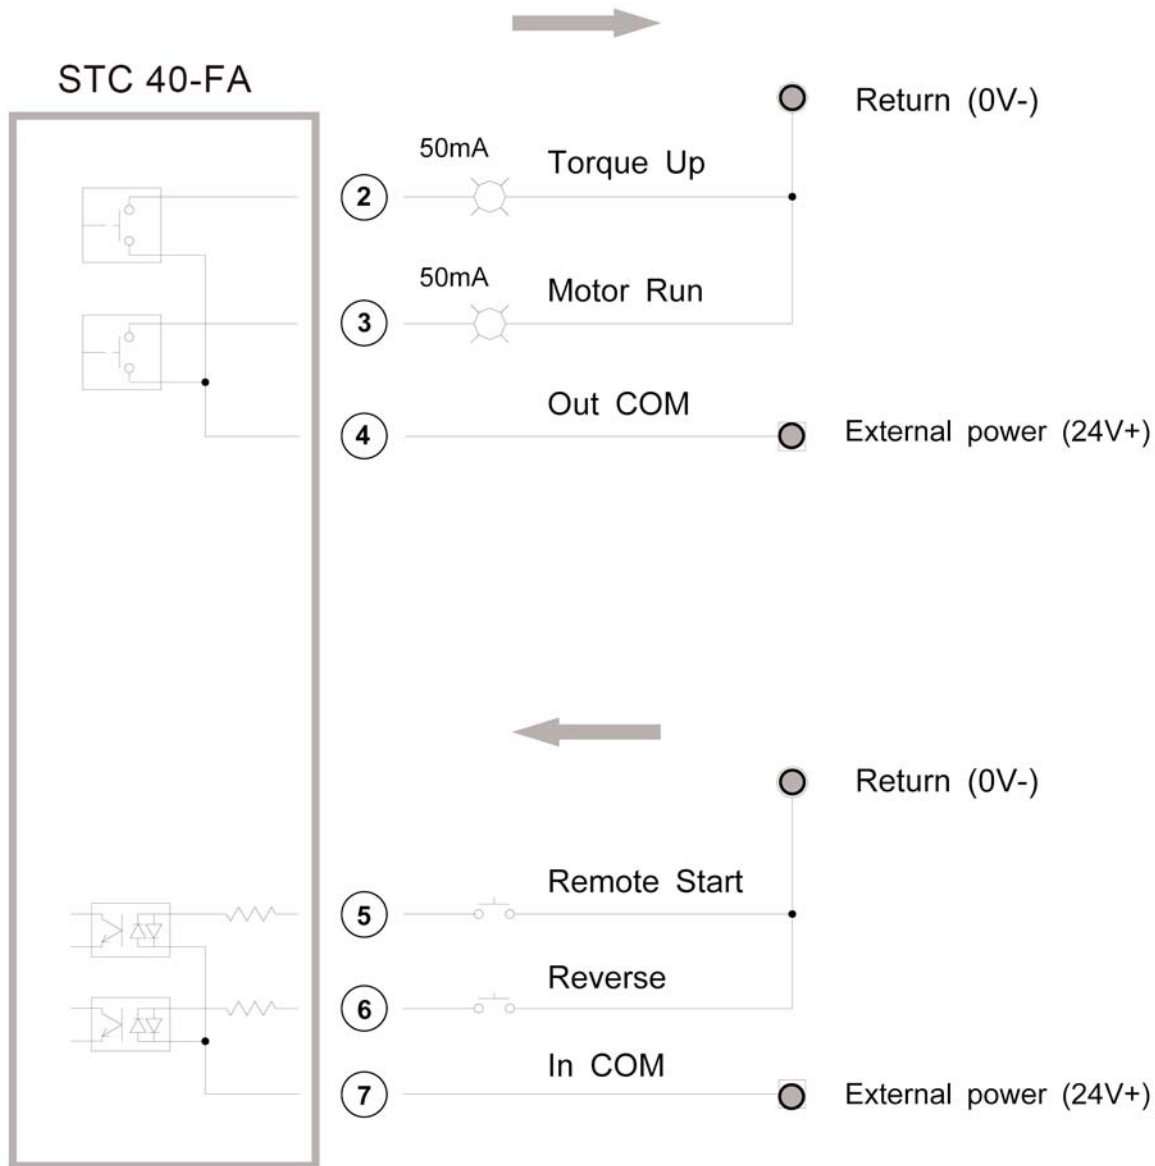 STC 40-FA
Return (0V-)
50mA
Torque Up
2
50mA
Motor Run
3
Out COM
4
External power (24V+)
Return (0V-)
Remote Start
5
Reverse
6
In COM
7
External power (24V+)